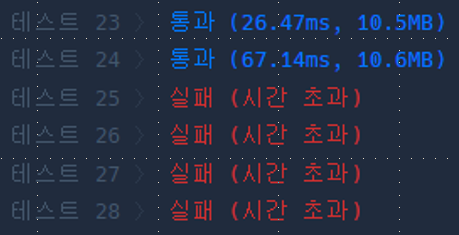 테스트 23 〉 통과 (26.47ms, 10.5MB)
테스트 24 〉 통과 (67.14ms, 10.6MB)
테스트 25 〉 실패 (시간 초과)
테스트 26 〉 실패 (시간 초과)
테스트 27 〉 실패 (시간 초과)
테스트 28 〉 실패 (시간 초과)